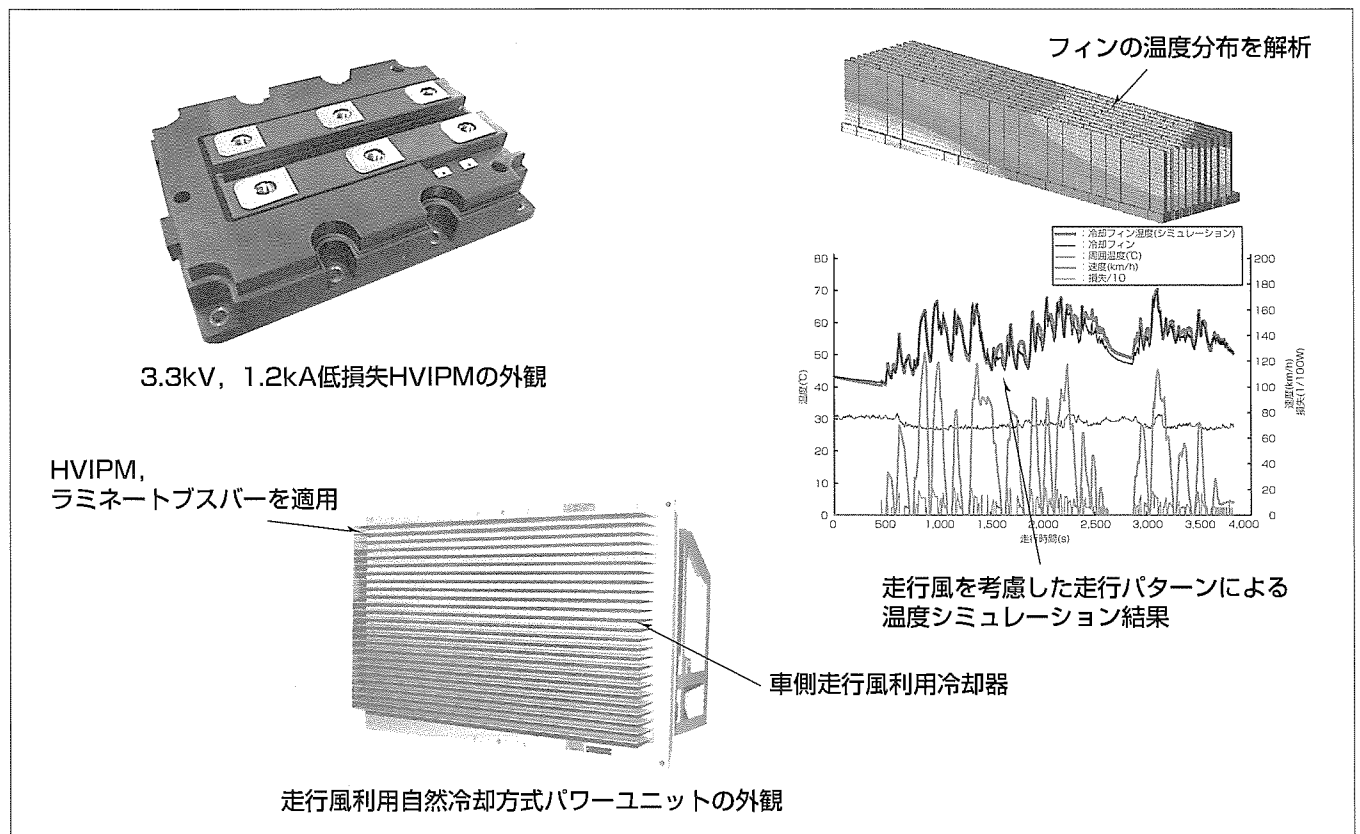 フィンの温度分布を解析
3.3kV，1.2kA低損失HVIPMの外観
：冷却フィン温度(シミュレーション)
：冷却フィン
：周囲温度(℃)
：速度(km/h)
：損失/10
80
70
60
50
40
30
20
10
0
温度(℃)
200
180
160
140
120
100
80
60
40
20
0
速度(km/h)
損失(1/100W)
0 500 1,000 1,500 2,000 2,500 3,000 3,500 4,000
走行時間(s)
走行風を考慮した走行パターンによる
温度シミュレーション結果
HVIPM，
ラミネートブスバーを適用
車側走行風利用冷却器
走行風利用自然冷却方式パワーユニットの外観